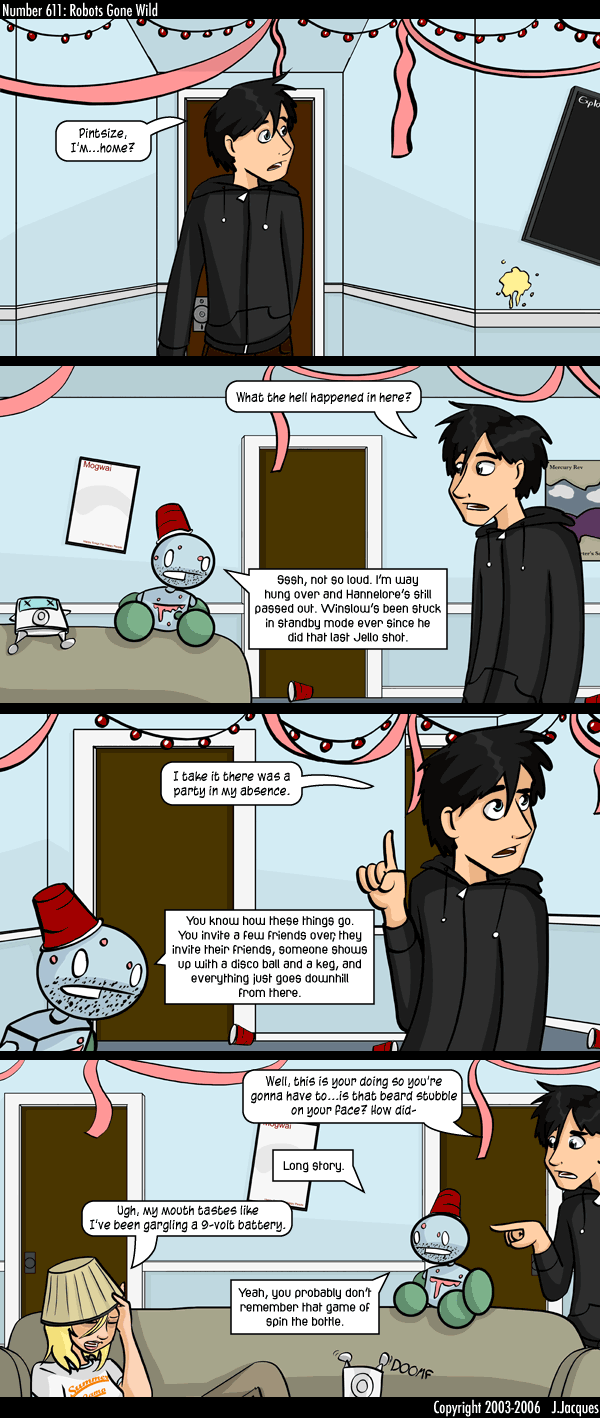 Number 611: Robots Gone Wild
Pintsize,
I'm...home?
Explo
What the hell happened in here?
Mogwai
Mercury Rev
Sssh, not so loud. I'm way
hung over and Hannelore's still
passed out. Winslow's been stuck
in standby mode ever since he
did that last Jello shot.
I take it there was a
party in my absence.
You know how these things go.
You invite a few friends over, they
invite their friends, someone shows
up with a disco ball and a keg, and
everything just goes downhill
from there.
Well, this is your doing so you're
gonna have to...is that beard stubble
on your face? How did-
Mogwai
Long story.
Ugh, my mouth tastes like
I've been gargling a 9-volt battery.
Yeah, you probably don't
remember that game of
spin the bottle.
DOOMF
Copyright 2003-2006 J.Jacques